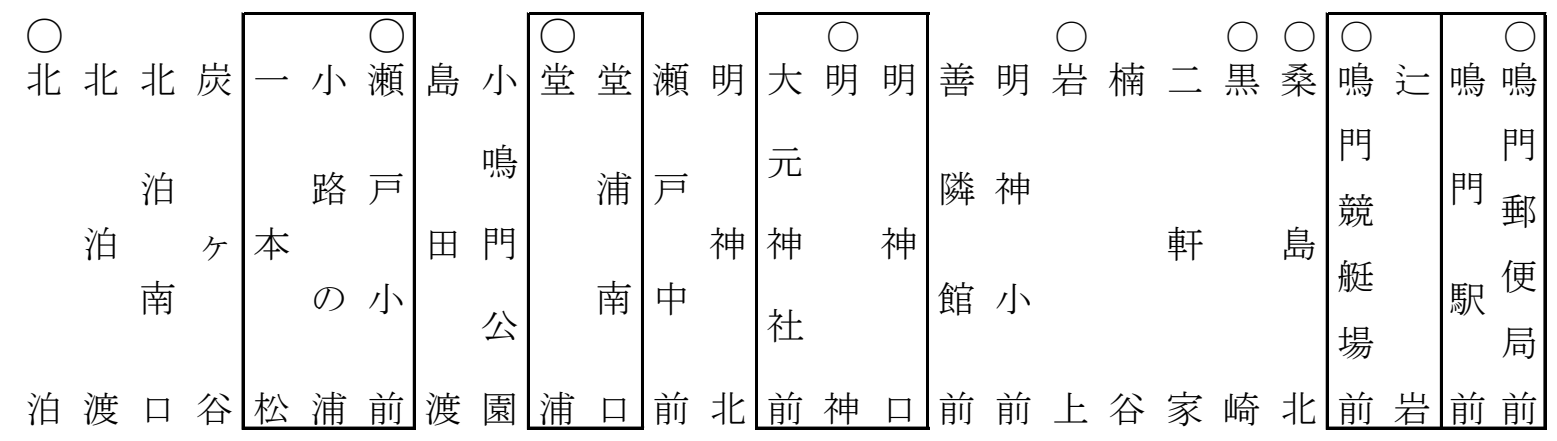 ○北泊
北泊渡
北泊南口
炭ヶ谷
一本松
小路の浦
○瀬戸小前
島田渡
小鳴門公園
○堂浦
堂浦南口
瀬戸中前
明神北
大元神社前
○明神
明神口
善隣館前
明神小前
○岩上
楠谷
二軒家
○黒崎
○桑島北
○鳴門競艇場前
辻岩
鳴門駅前
○鳴門郵便局前